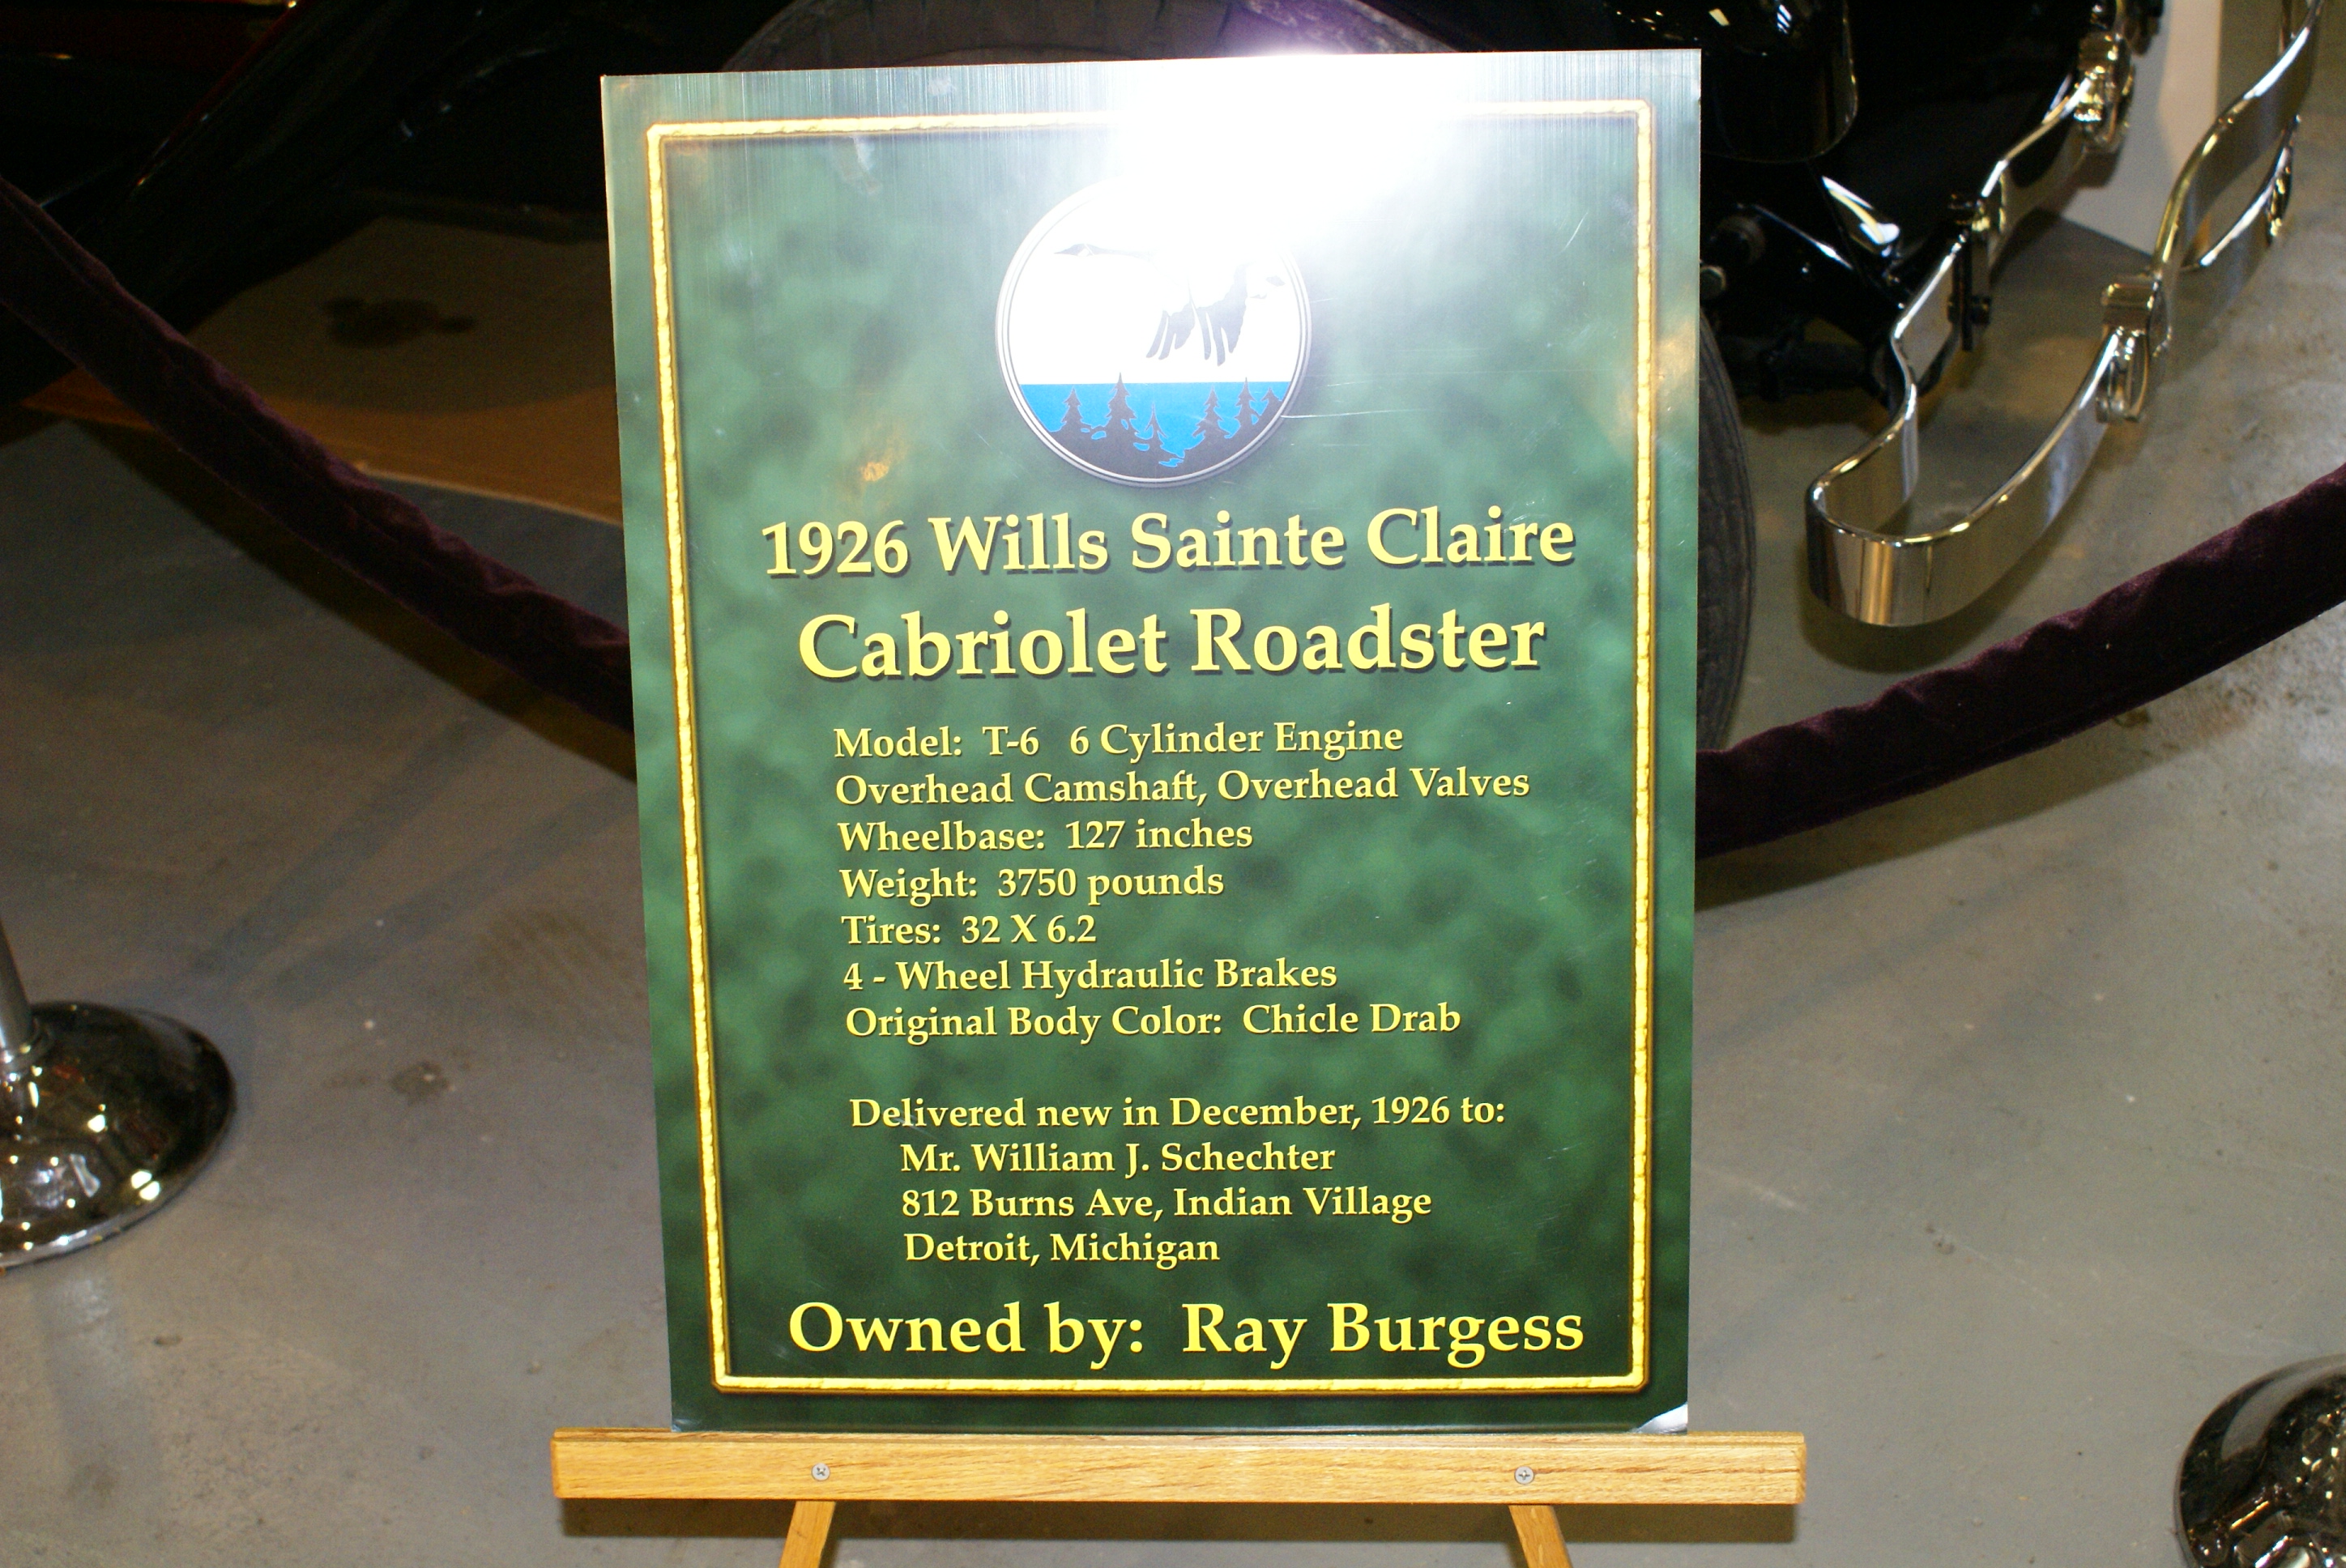 1926 Wills Sainte Claire
Cabriolet Roadster
Model: T-6 6 Cylinder Engine
Overhead Camshaft, Overhead Valves
Wheelbase: 127 inches
Weight: 3750 pounds
Tires: 32 X 6.2
4 - Wheel Hydraulic Brakes
Original Body Color: Chicle Drab
Delivered new in December, 1926 to:
Mr. William J. Schechter
812 Burns Ave, Indian Village
Detroit, Michigan
Owned by: Ray Burgess